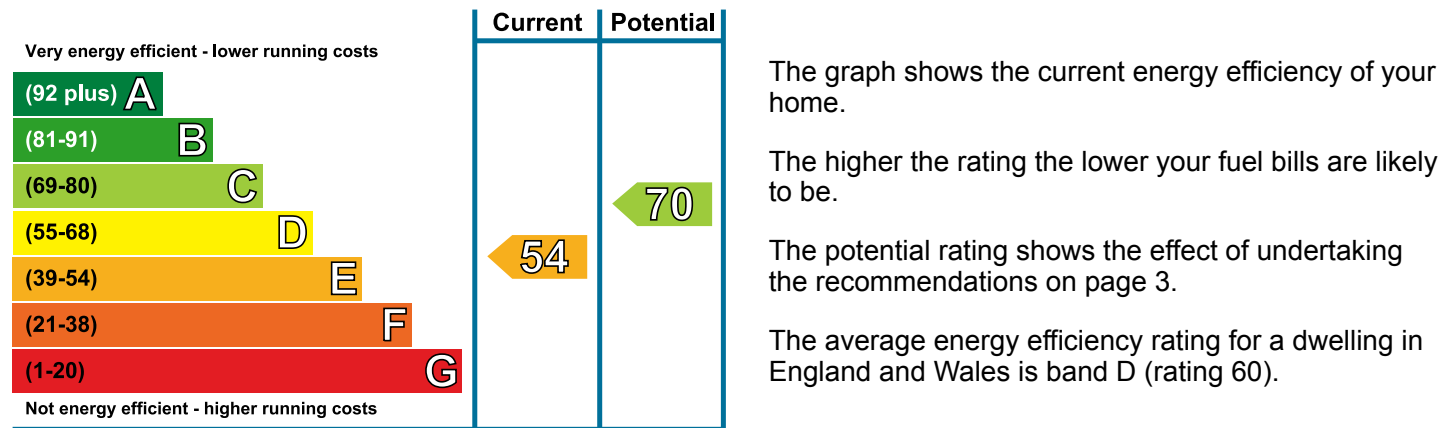 Current Potential
Very energy efficient - lower running costs
(92 plus) A
(81-91) B
(69-80) C
70
(55-68) D
54
(39-54) E
(21-38) F
(1-20) G
Not energy efficient - higher running costs
The graph shows the current energy efficiency of your
home.
The higher the rating the lower your fuel bills are likely
to be.
The potential rating shows the effect of undertaking
the recommendations on page 3.
The average energy efficiency rating for a dwelling in
England and Wales is band D (rating 60).